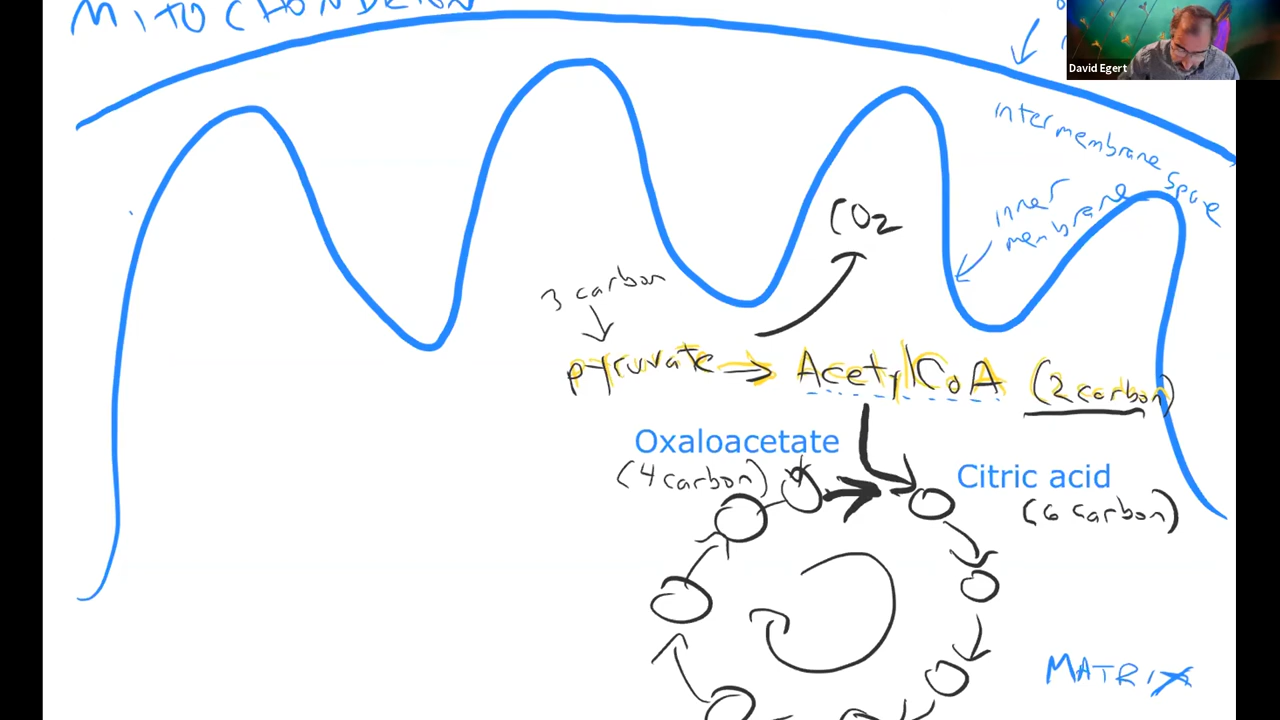 MITOCHONDRION
David Egert
intermembrane space
inner
membrane
CO2
3 carbon
pyruvate → Acetyl CoA (2 carbon)
Oxaloacetate
(4 carbon)
Citric acid
(6 carbon)
MATRIX